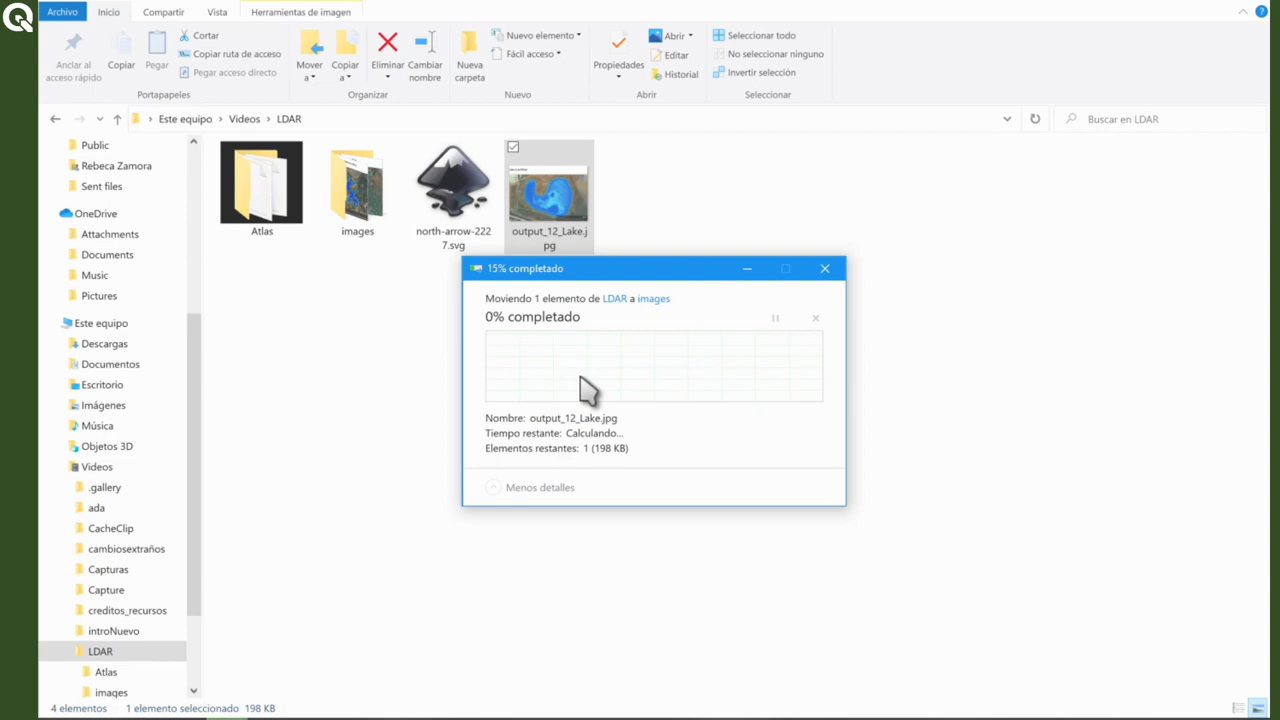 Archivo
Inicio
Compartir
Vista
Herramientas de imagen
Anclar al
acceso rápido
Copiar
Pegar
Cortar
Copiar ruta de acceso
Pegar acceso directo
Portapapeles
Mover
a
Copiar
a
Eliminar
Cambiar
nombre
Organizar
Nueva
carpeta
Nuevo elemento
Fácil acceso
Nuevo
Propiedades
Abrir
Editar
Historial
Abrir
Seleccionar todo
No seleccionar ninguno
Invertir selección
Seleccionar
Este equipo > Videos > LDAR
Buscar en LDAR
Public
Rebeca Zamora
Sent files
OneDrive
Attachments
Documents
Music
Pictures
Este equipo
Descargas
Documentos
Escritorio
Imágenes
Música
Objetos 3D
Videos
.gallery
ada
CacheClip
cambiosextraños
Capturas
Capture
creditos_recursos
introNuevo
LDAR
Atlas
images
Atlas
images
north-arrow-222
7.svg
output_12_Lake.j
pg
15% completado
Moviendo 1 elemento de LDAR a images
0% completado
Nombre: output_12_Lake.jpg
Tiempo restante: Calculando...
Elementos restantes: 1 (198 KB)
Menos detalles
4 elementos
1 elemento seleccionado 198 KB